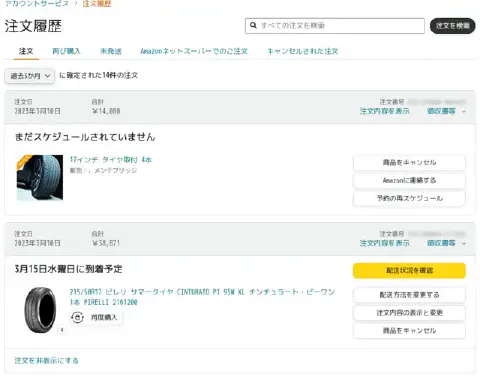 アカウントサービス › 注文履歴
注文履歴
すべての注文を検索
注文を検索
注文 再び購入 未発送 Amazonネットスーパーでのご注文 キャンセルされた注文
過去3か月 に確定された14件の注文
注文日 合計 注文番号
2023年3月10日 ￥14,080 注文内容を表示 領収書等
まだスケジュールされていません
17インチ タイヤ取付 4本
商品をキャンセル
Amazonに連絡する
予約の再スケジュール
注文日 合計 注文番号
2023年3月10日 ￥38,871 注文内容を表示 領収書等
3月15日水曜日に到着予定
配送状況を確認
215/50R17 ピレリ サマータイヤ CINTURATO P1 95W XL チンチュラート・ピーワン
1本 PIRELLI 2161200
4
再度購入
配送方法を変更する
注文内容の表示と変更
商品をキャンセル
注文を非表示にする